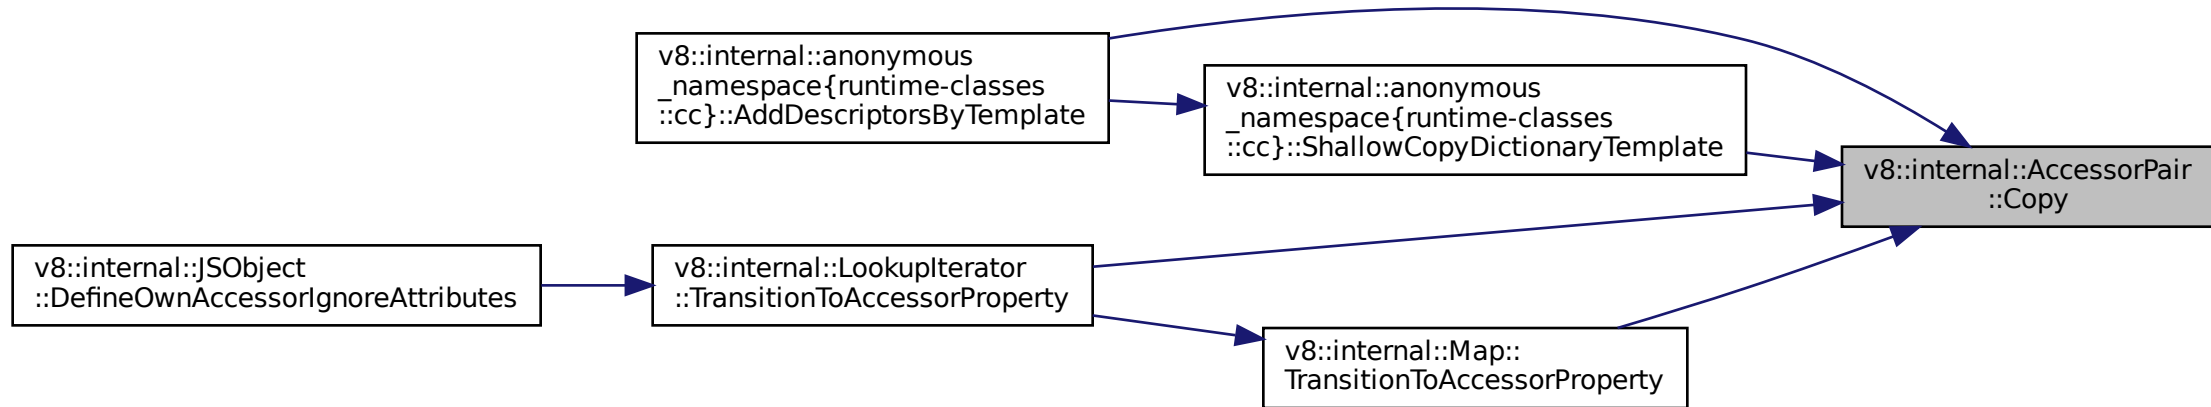 v8::internal::anonymous
_namespace{runtime-classes
::cc}::AddDescriptorsByTemplate
v8::internal::anonymous
_namespace{runtime-classes
::cc}::ShallowCopyDictionaryTemplate
v8::internal::AccessorPair
::Copy
v8::internal::JSObject
::DefineOwnAccessorIgnoreAttributes
v8::internal::LookupIterator
::TransitionToAccessorProperty
v8::internal::Map::
TransitionToAccessorProperty